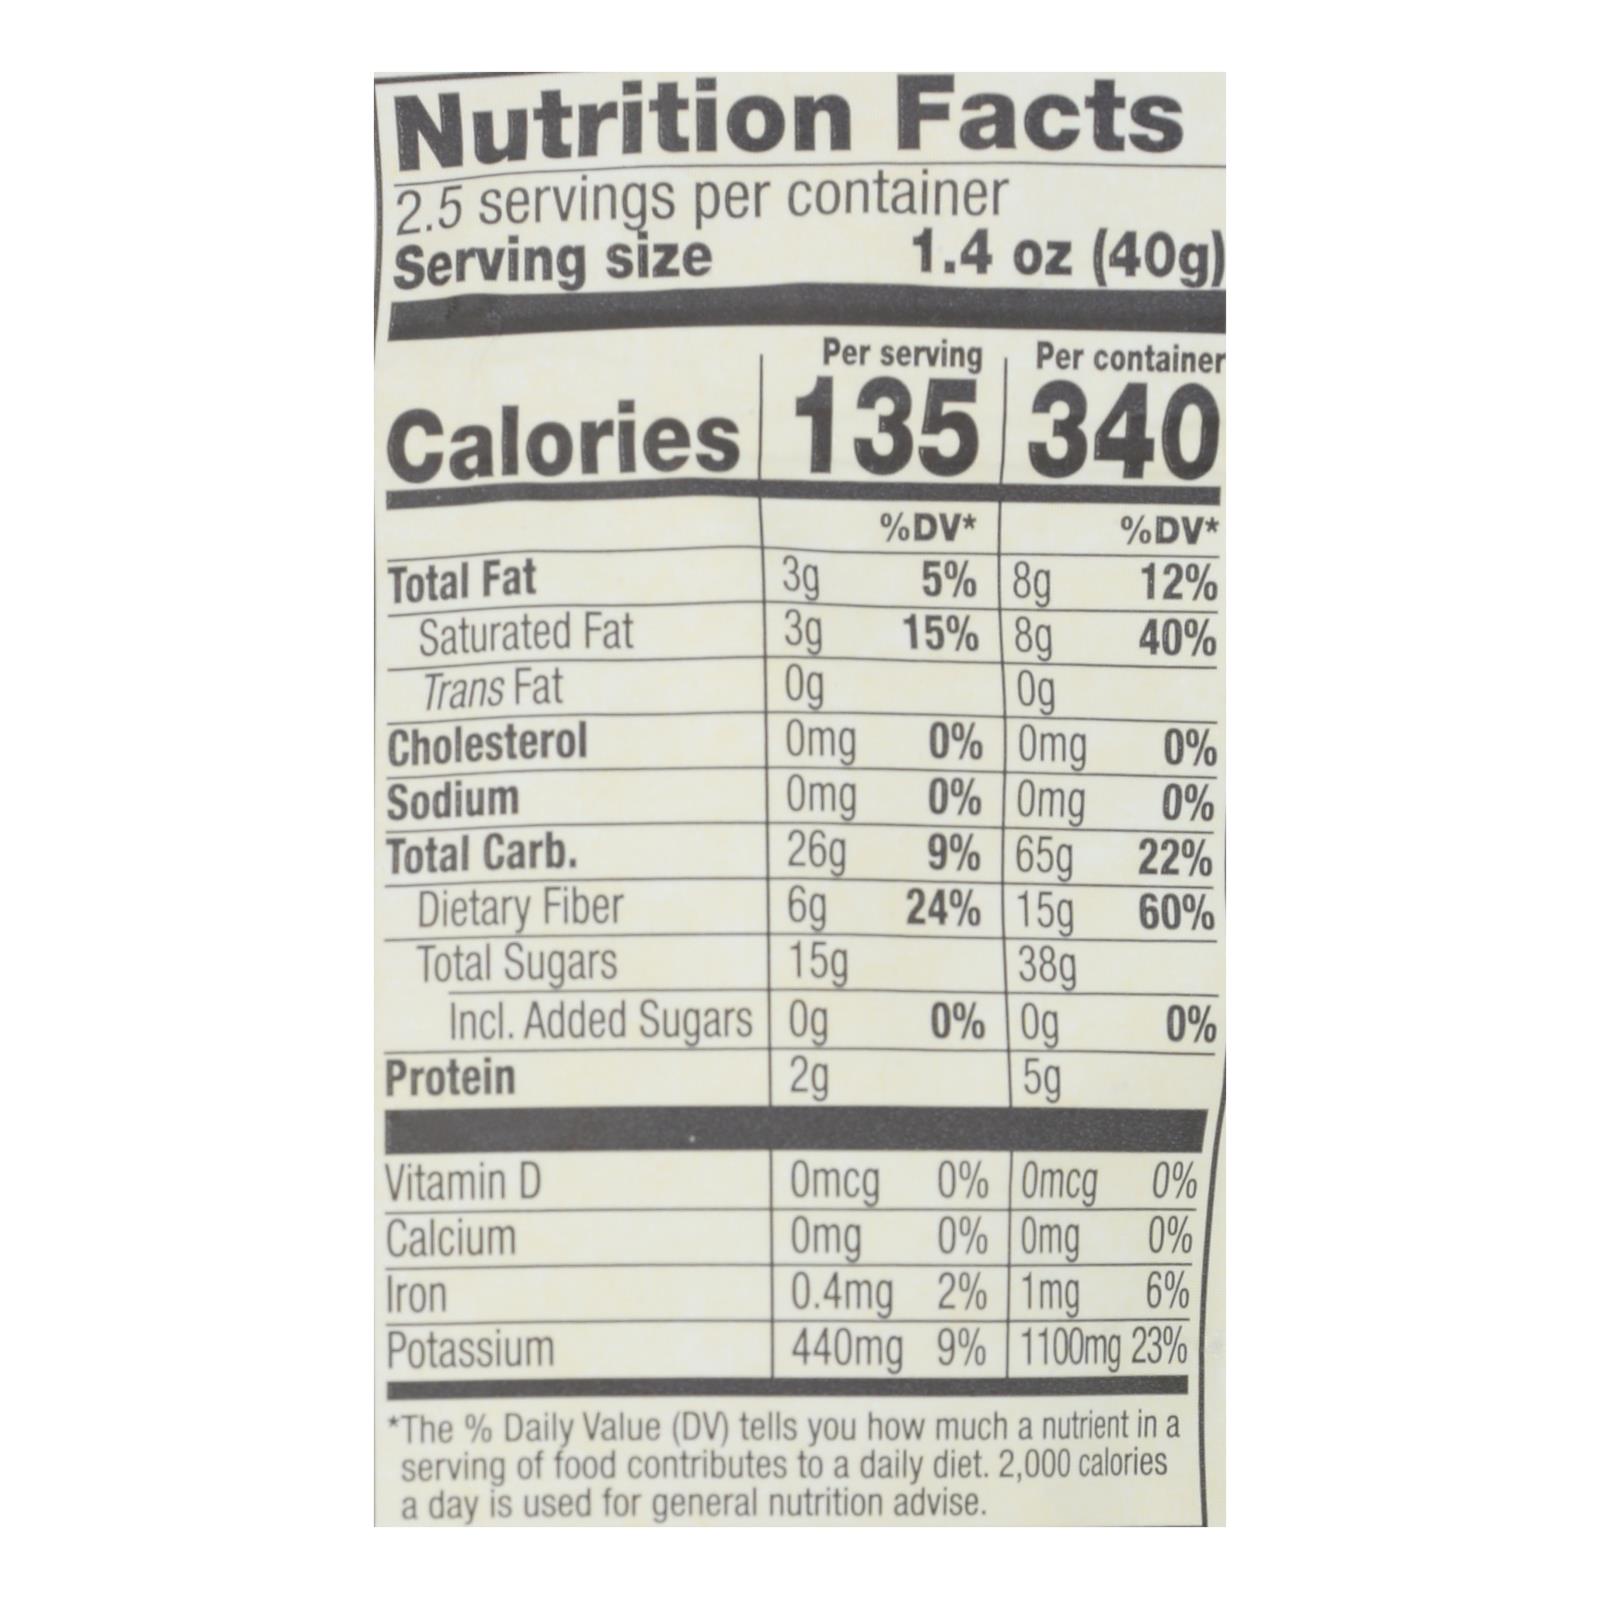 Nutrition Facts
2.5 servings per container
Serving size 1.4 oz (40g)
Per serving Per container
Calories 135 340
%DV* %DV*
Total Fat 3g 5% 8g 12%
Saturated Fat 3g 15% 8g 40%
Trans Fat 0g 0g
Cholesterol 0mg 0% 0mg 0%
Sodium 0mg 0% 0mg 0%
Total Carb. 26g 9% 65g 22%
Dietary Fiber 6g 24% 15g 60%
Total Sugars 15g 38g
Incl. Added Sugars 0g 0% 0g 0%
Protein 2g 5g
Vitamin D 0mcg 0% 0mcg 0%
Calcium 0mg 0% 0mg 0%
Iron 0.4mg 2% 1mg 6%
Potassium 440mg 9% 1100mg 23%
*The % Daily Value (DV) tells you how much a nutrient in a
serving of food contributes to a daily diet. 2,000 calories
a day is used for general nutrition advise.